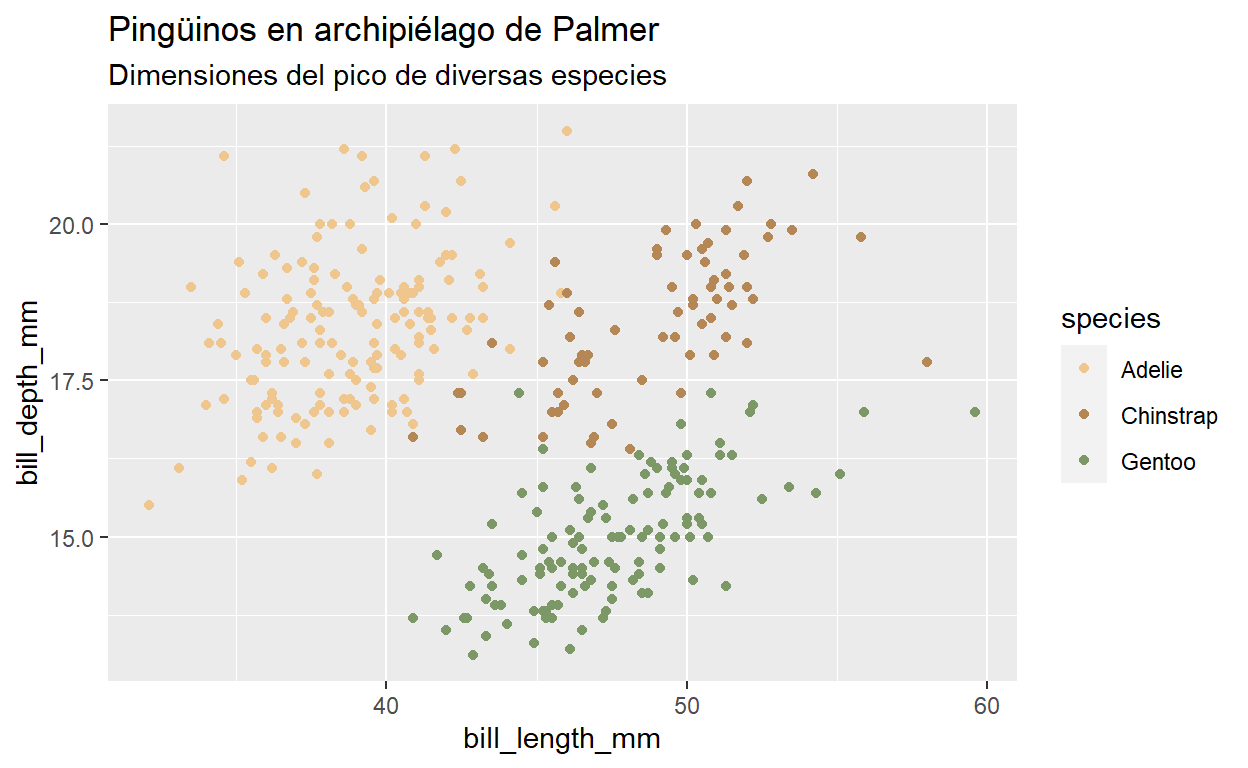 Pingüinos en archipiélago de Palmer
Dimensiones del pico de diversas especies
bill_depth_mm
20.0
17.5
15.0
40
50
60
bill_length_mm
species
Adelie
Chinstrap
Gentoo